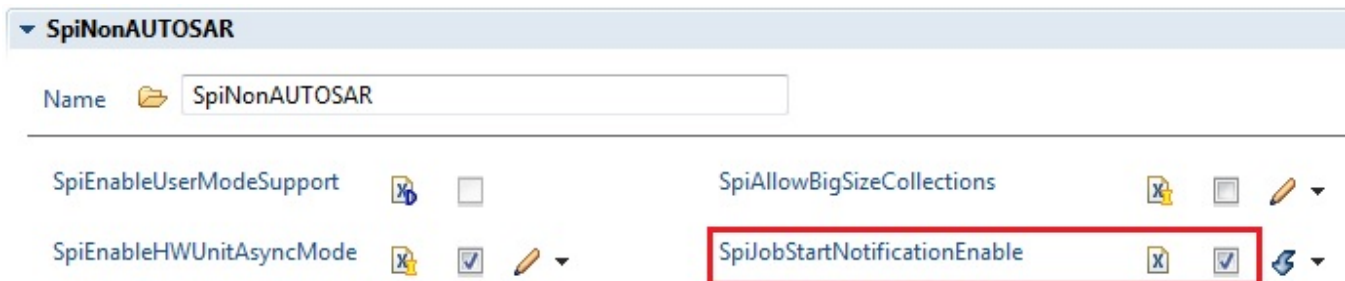 SpiNonAUTOSAR
Name SpiNonAUTOSAR
SpiEnableUserModeSupport SpiAllowBigSizeCollections
SpiEnableHWUnitAsyncMode SpiJobStartNotificationEnable